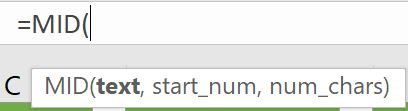 =MID(
C
MID(text, start_num, num_chars)